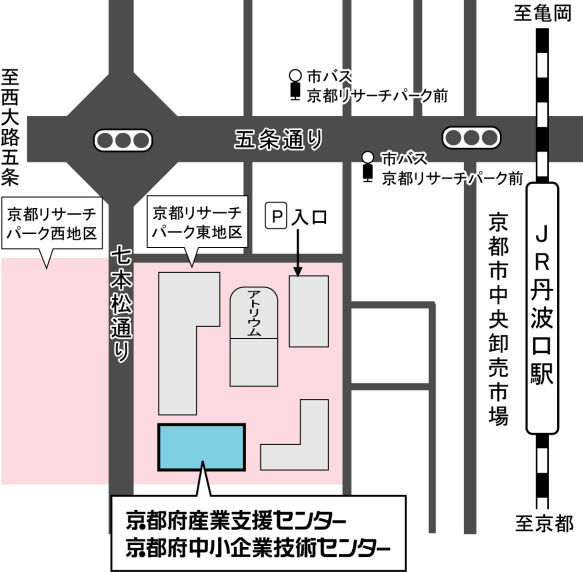 至亀岡
至西大路五条
市バス
京都リサーチパーク前
五条通り
市バス
京都リサーチパーク前
京都リサーチ
パーク西地区
京都リサーチ
パーク東地区
P 入口
七本松通り
アトリウム
京都市中央卸売市場
JR丹波口駅
京都府産業支援センター
京都府中小企業技術センター
至京都